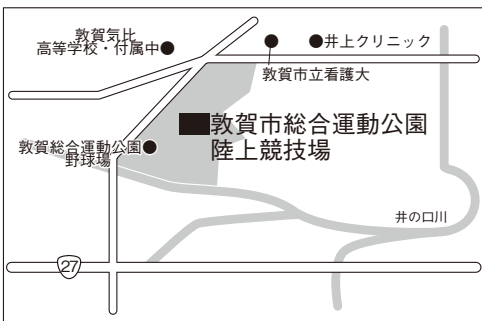 敦賀気比
高等学校・付属中
井上クリニック
敦賀市立看護大
敦賀市総合運動公園
陸上競技場
敦賀総合運動公園
野球場
井の口川
27